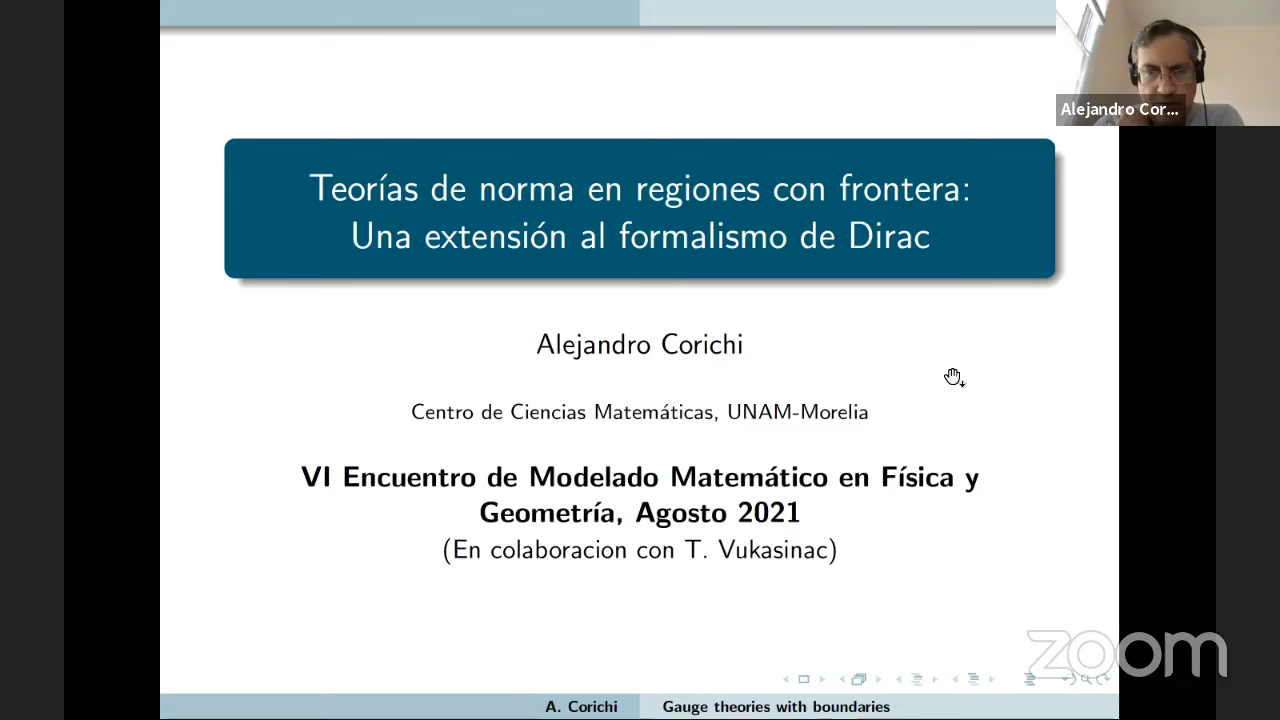 Alejandro Cor...
Teorías de norma en regiones con frontera:
Una extensión al formalismo de Dirac
Alejandro Corichi
Centro de Ciencias Matemáticas, UNAM-Morelia
VI Encuentro de Modelado Matemático en Física y
Geometría, Agosto 2021
(En colaboracion con T. Vukasinac)
zoom
A. Corichi Gauge theories with boundaries